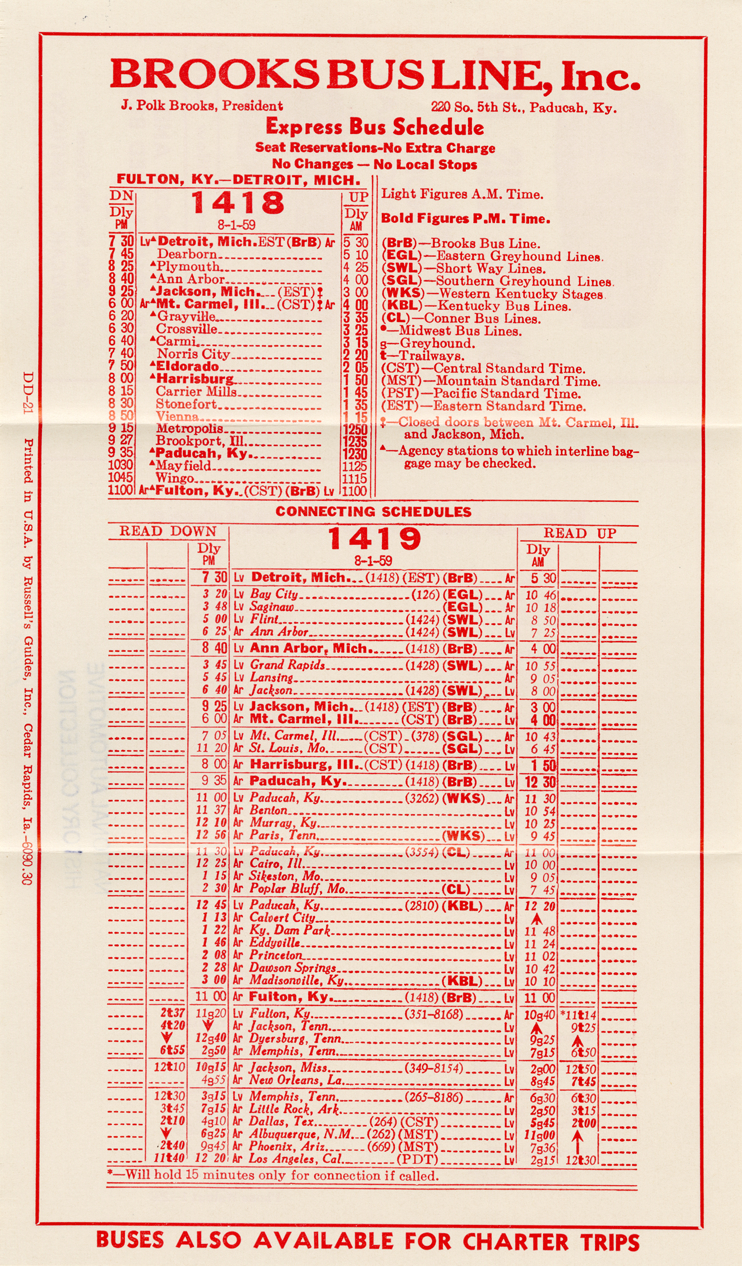 BROOKS BUS LINE, Inc.
J. Polk Brooks, President 220 So. 5th St., Paducah, Ky.
Express Bus Schedule
Seat Reservations-No Extra Charge
No Changes — No Local Stops
FULTON, KY.—DETROIT, MICH.
DN 1418 UP
Dly Dly
PM 8-1-59 AM
7 30 Lv▲Detroit, Mich. EST (BrB) Ar 5 30
7 45 Dearborn 5 10
8 25 ▲Plymouth 4 25
8 40 ▲Ann Arbor 4 00
9 25 ▲Jackson, Mich. (EST)‡ 3 00
6 00 Ar▲Mt. Carmel, Ill. (CST)‡ Ar 4 00
6 20 ▲Grayville 3 35
6 30 Crossville 3 25
6 40 ▲Carmi 3 15
7 40 Norris City 2 20
7 50 ▲Eldorado 2 05
8 00 ▲Harrisburg 1 50
8 15 Carrier Mills 1 45
8 30 Stonefort 1 35
8 50 Vienna 1 15
9 15 Metropolis 1250
9 27 Brookport, Ill. 1235
9 35 ▲Paducah, Ky. 1230
1030 ▲Mayfield 1125
1045 Wingo 1115
1100 Ar▲Fulton, Ky. (CST) (BrB) Lv 1100
Light Figures A.M. Time.
Bold Figures P.M. Time.
(BrB)—Brooks Bus Line.
(EGL)—Eastern Greyhound Lines.
(SWL)—Short Way Lines.
(SGL)—Southern Greyhound Lines.
(WKS)—Western Kentucky Stages.
(KBL)—Kentucky Bus Lines.
(CL)—Conner Bus Lines.
*—Midwest Bus Lines.
g—Greyhound.
t—Trailways.
(CST)—Central Standard Time.
(MST)—Mountain Standard Time.
(PST)—Pacific Standard Time.
(EST)—Eastern Standard Time.
‡—Closed doors between Mt. Carmel, Ill.
and Jackson, Mich.
▲—Agency stations to which interline bag-
gage may be checked.
CONNECTING SCHEDULES
READ DOWN 1419 READ UP
Dly 8-1-59 Dly
PM AM
7 30 Lv Detroit, Mich. (1418) (EST) (BrB) Ar 5 30
3 20 Lv Bay City (126) (EGL) Ar 10 46
3 48 Lv Saginaw (EGL) Ar 10 18
5 00 Lv Flint (1424) (SWL) Ar 8 50
6 25 Ar Ann Arbor (1424) (SWL) Lv 7 25
8 40 Lv Ann Arbor, Mich. (1418) (BrB) Ar 4 00
3 45 Lv Grand Rapids (1428) (SWL) Ar 10 55
5 45 Lv Lansing Ar 9 05
6 40 Ar Jackson (1428) (SWL) Lv 8 00
9 25 Lv Jackson, Mich. (1418) (EST) (BrB) Ar 3 00
6 00 Ar Mt. Carmel, Ill. (CST) (BrB) Lv 4 00
7 05 Lv Mt. Carmel, Ill. (CST) (378) (SGL) Ar 10 43
11 20 Ar St. Louis, Mo. (CST) (SGL) Lv 6 45
8 00 Ar Harrisburg, Ill. (CST) (1418) (BrB) Lv 1 50
9 35 Ar Paducah, Ky. (1418) (BrB) Lv 12 30
11 00 Lv Paducah, Ky. (3262) (WKS) Ar 11 30
11 37 Ar Benton Lv 10 54
12 10 Ar Murray, Ky. Lv 10 25
12 56 Ar Paris, Tenn. (WKS) Lv 9 45
11 30 Lv Paducah, Ky. (3554) (CL) Ar 11 00
12 25 Ar Cairo, Ill. Lv 10 00
1 15 Ar Sikeston, Mo. Lv 9 05
2 30 Ar Poplar Bluff, Mo. (CL) Lv 7 45
12 45 Lv Paducah, Ky. (2810) (KBL) Ar 12 20
1 13 Ar Calvert City Lv
1 22 Ar Ky. Dam Park Lv 11 48
1 46 Ar Eddyville Lv 11 24
2 08 Ar Princeton Lv 11 02
2 28 Ar Dawson Springs Lv 10 42
3 00 Ar Madisonville, Ky. (KBL) Lv 10 10
11 00 Ar Fulton, Ky. (1418) (BrB) Lv 11 00
2t37 11g20 Lv Fulton, Ky. (351-8168) Ar 10g40 *11t14
4t20 Ar Jackson, Tenn. Lv 9t25
12g40 Ar Dyersburg, Tenn. Lv 9g25
6t55 2g50 Ar Memphis, Tenn. Lv 7g15 6t50
12t10 10g15 Ar Jackson, Miss. (349-8154) Lv 2g00 12t50
4g55 Ar New Orleans, La. Lv 8g45 7t45
12t30 3g15 Lv Memphis, Tenn. (265-8186) Ar 6g30 6t30
3t45 7g15 Ar Little Rock, Ark. Lv 2g50 3t15
2t10 4g10 Ar Dallas, Tex. (264) (CST) Lv 5g45 2t00
6g25 Ar Albuquerque, N.M. (262) (MST) Lv 11g00
2t40 9g45 Ar Phoenix, Ariz. (669) (MST) Lv 7g36
11t40 12 20 Ar Los Angeles, Cal. (PDT) Lv 2g15 12t30
*—Will hold 15 minutes only for connection if called.
BUSES ALSO AVAILABLE FOR CHARTER TRIPS
DD-21 Printed in U.S.A. by Russell's Guides, Inc., Cedar Rapids, Ia.-6090.30
NATIONAL AUTOMOTIVE
HISTORY COLLECTION